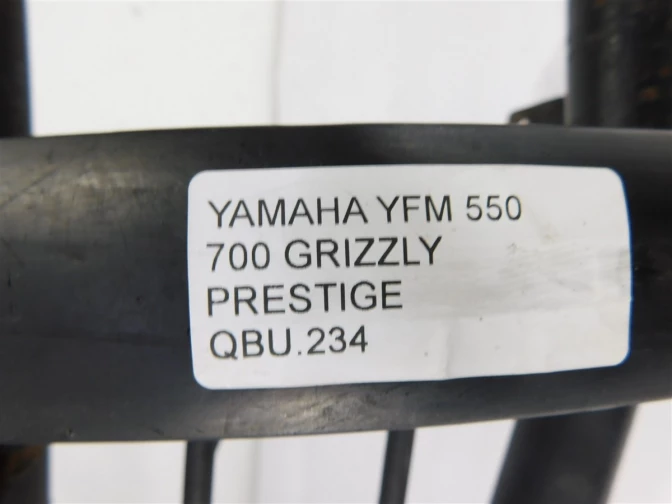 YAMAHA YFM 550
700 GRIZZLY
PRESTIGE
QBU.234